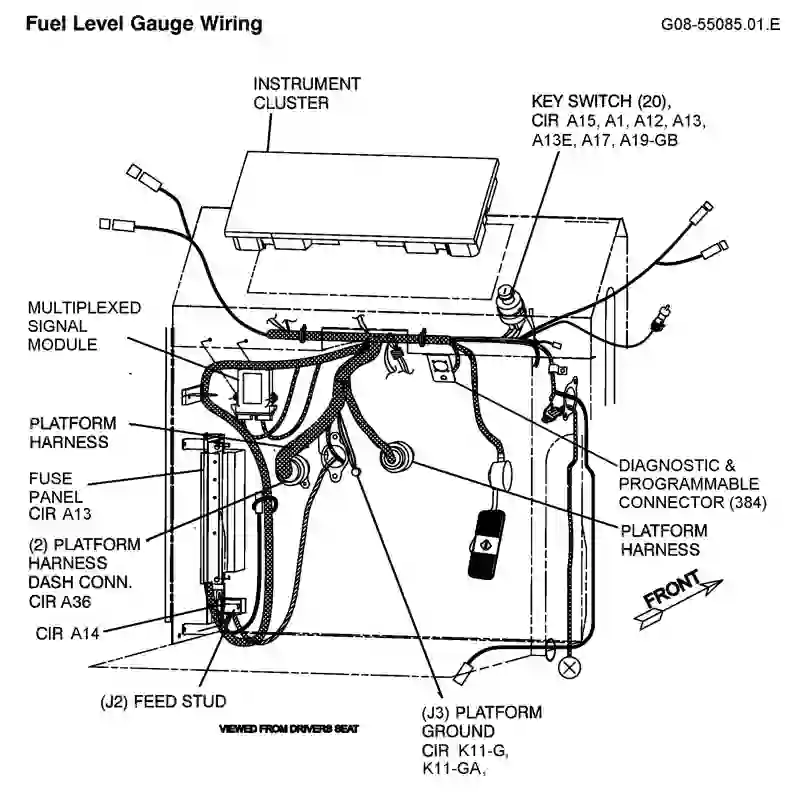 Fuel Level Gauge Wiring
G08-55085.01.E
INSTRUMENT
CLUSTER
KEY SWITCH (20),
CIR A15, A1, A12, A13,
A13E, A17, A19-GB
MULTIPLEXED
SIGNAL
MODULE
PLATFORM
HARNESS
FUSE
PANEL
CIR A13
(2) PLATFORM
HARNESS
DASH CONN.
CIR A36
CIR A14
(J2) FEED STUD
VIEWED FROM DRIVERS SEAT
(J3) PLATFORM
GROUND
CIR K11-G,
K11-GA,
DIAGNOSTIC &
PROGRAMMABLE
CONNECTOR (384)
PLATFORM
HARNESS
FRONT